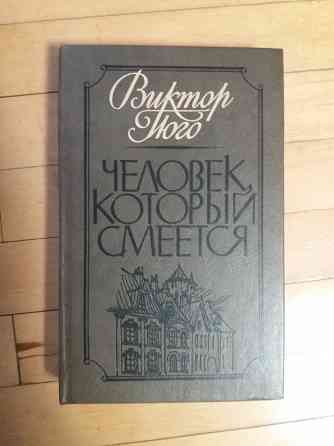 Виктор
Гюго
ЧЕЛОВЕК,
КОТОРЫЙ
СМЕЕТСЯ